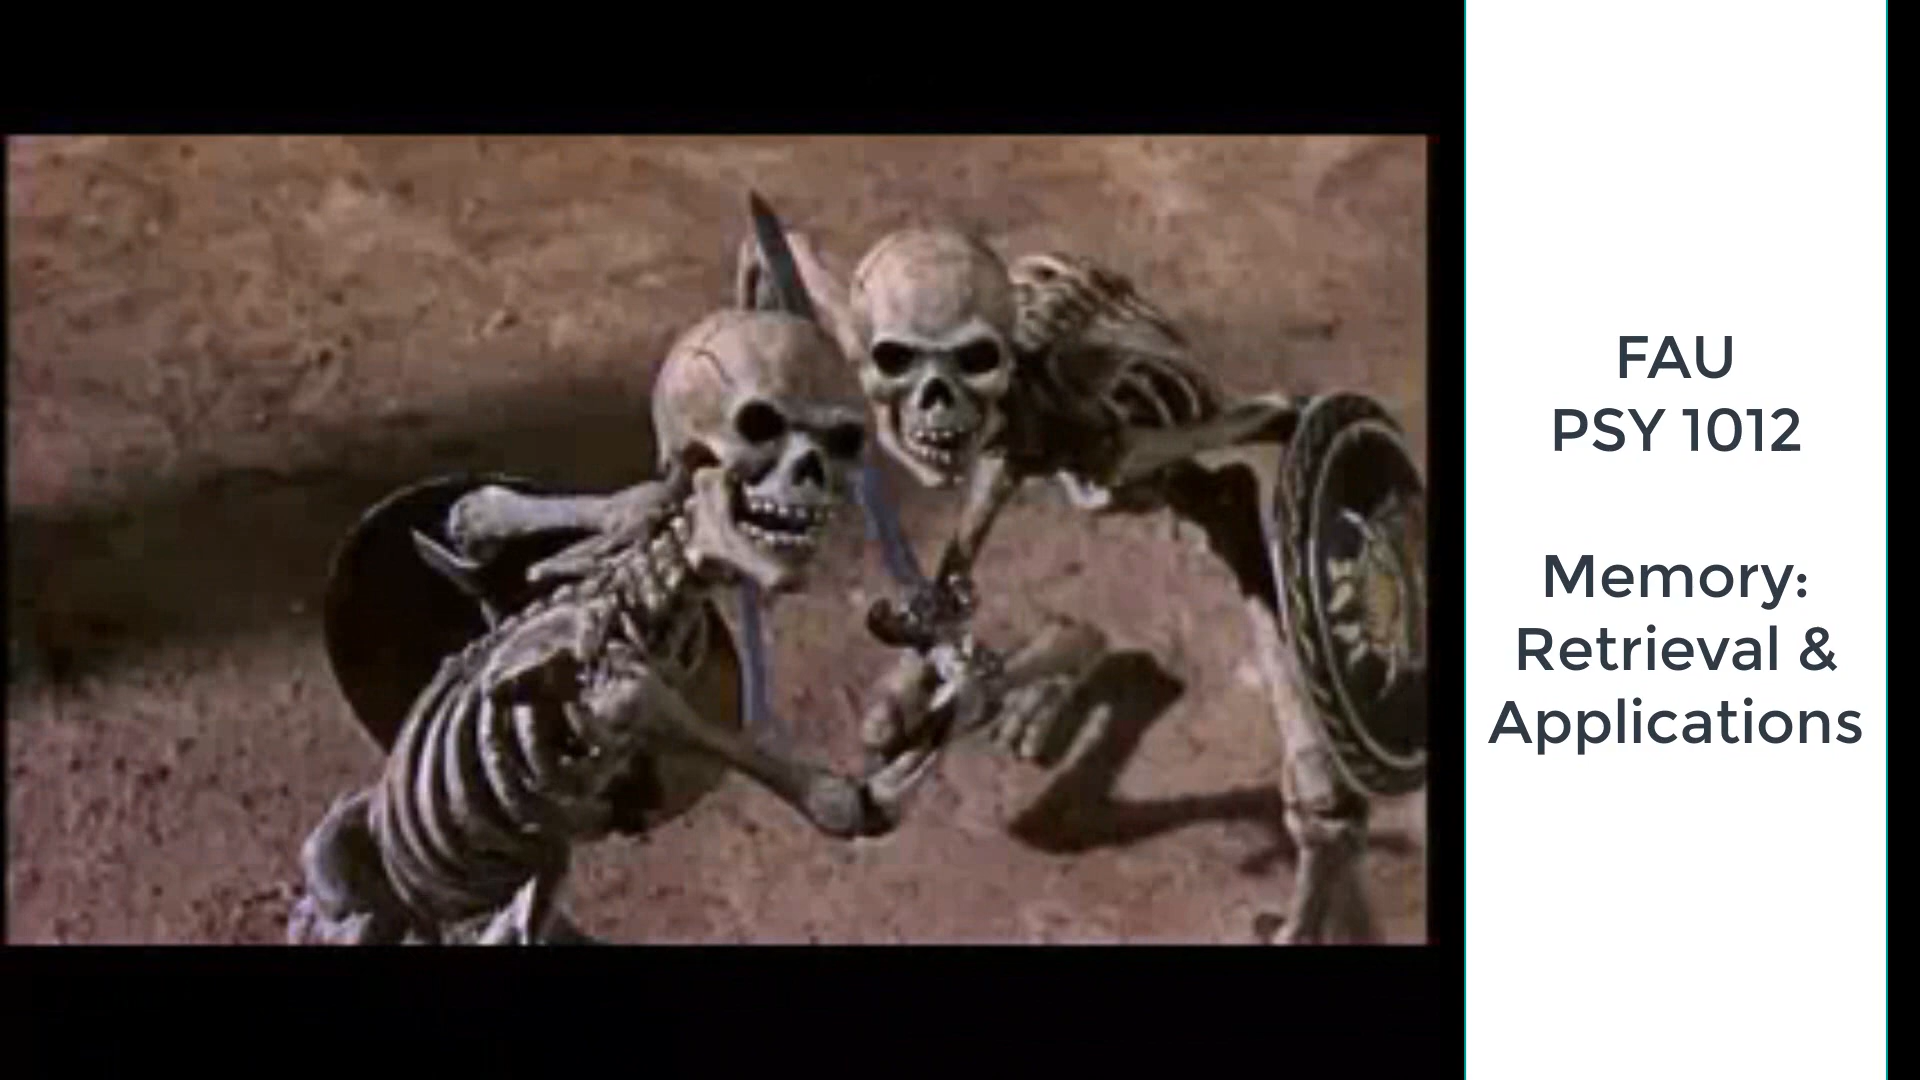 FAU
PSY 1012
Memory:
Retrieval &
Applications